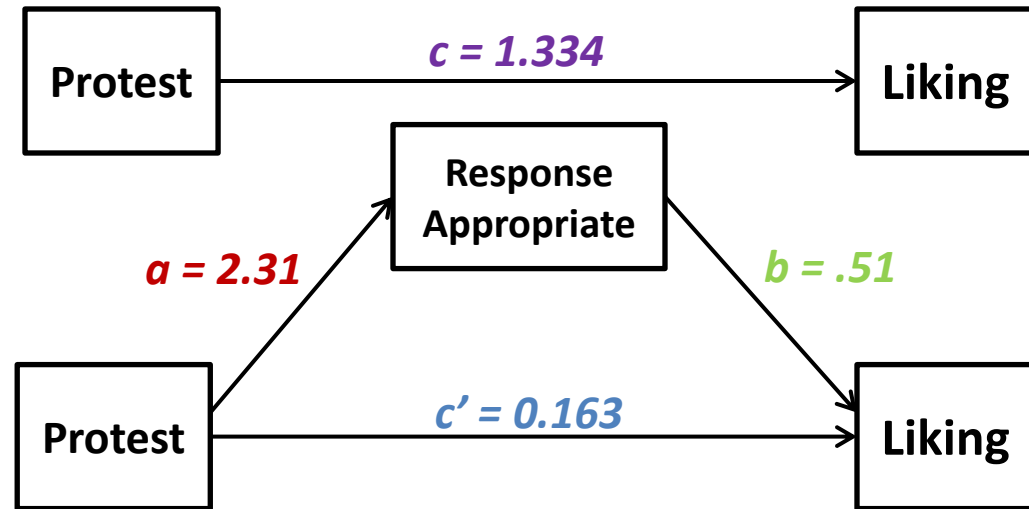 Protest
c = 1.334
Liking
Response
Appropriate
a = 2.31
b = .51
Protest
c’ = 0.163
Liking